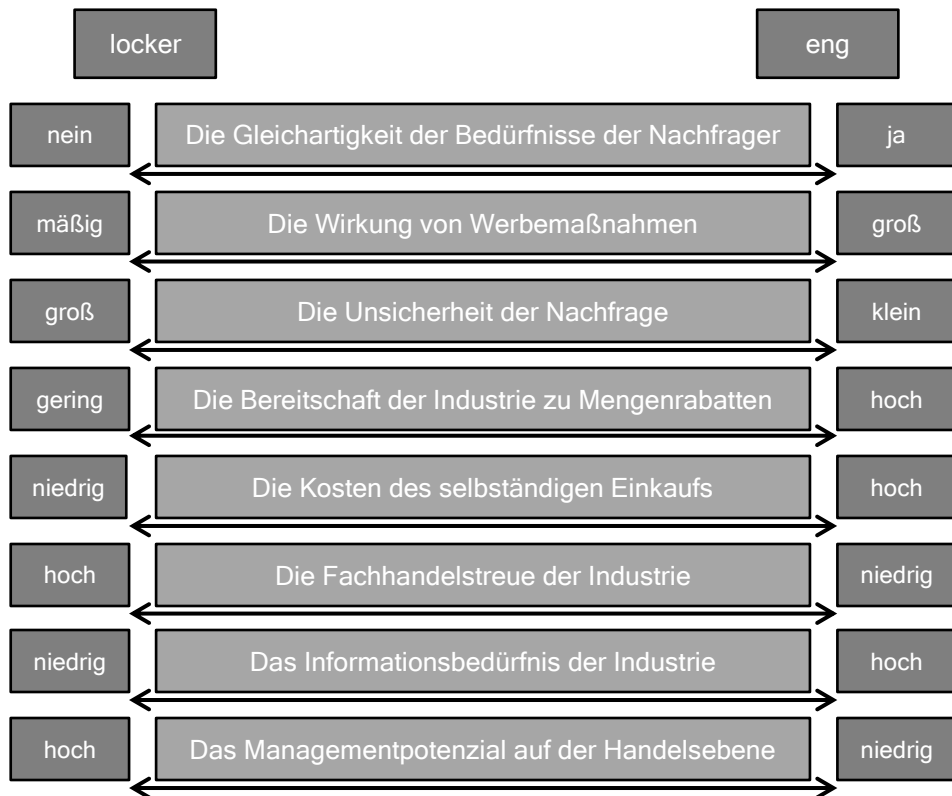 locker eng
nein Die Gleichartigkeit der Bedürfnisse der Nachfrager ja
mäßig Die Wirkung von Werbemaßnahmen groß
groß Die Unsicherheit der Nachfrage klein
gering Die Bereitschaft der Industrie zu Mengenrabatten hoch
niedrig Die Kosten des selbständigen Einkaufs hoch
hoch Die Fachhandelstreue der Industrie niedrig
niedrig Das Informationsbedürfnis der Industrie hoch
hoch Das Managementpotenzial auf der Handelsebene niedrig